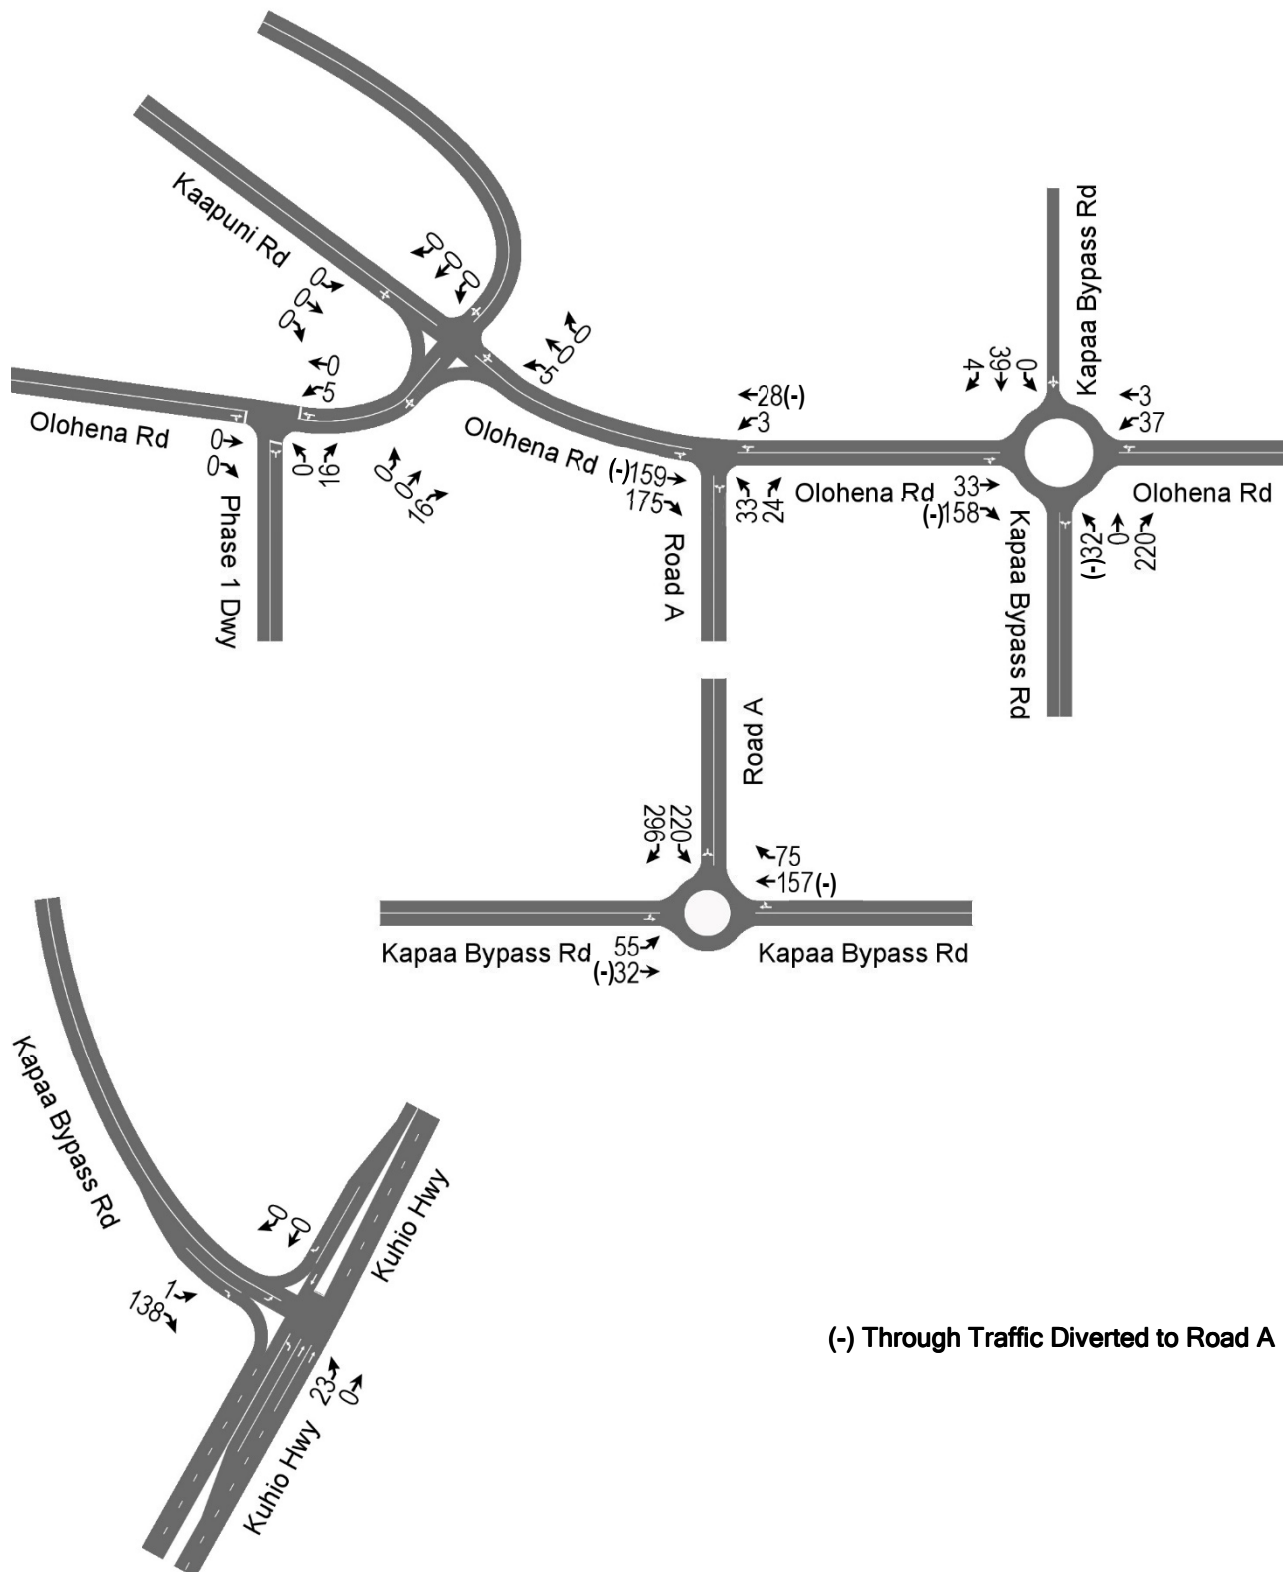 Kaapuni Rd
0
0
0
0
0
0
0
0
5
0
5
Olohena Rd
0
0
0
16
Phase 1 Dwy
0
0
16
Olohena Rd
28(-)
3
(-)159
175
33
24
Road A
Olohena Rd
Kapaa Bypass Rd
4
39
0
3
37
33
(-)158
Olohena Rd
(-)32
0
220
Kapaa Bypass Rd
Road A
296
220
75
157(-)
Kapaa Bypass Rd
55
(-)32
Kapaa Bypass Rd
Kapaa Bypass Rd
0
0
Kuhio Hwy
1
138
23
0
Kuhio Hwy
(-) Through Traffic Diverted to Road A